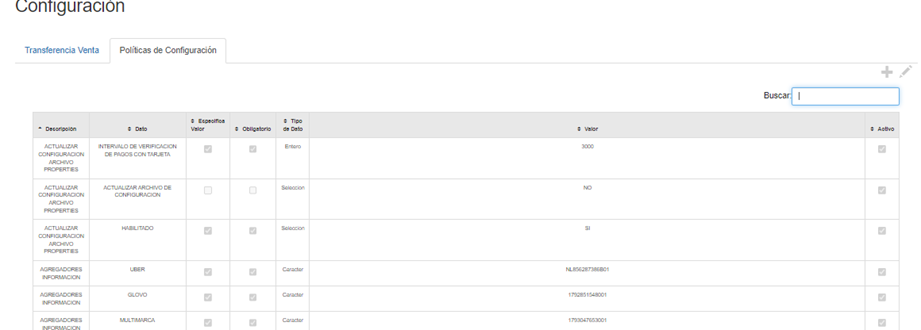 Configuración
Transferencia Venta
Políticas de Configuración
Buscar:
Descripción
Dato
Especifica
Valor
Obligatorio
Tipo
de Dato
Valor
Activo
ACTUALIZAR
CONFIGURACION
ARCHIVO
PROPERTIES
INTERVALO DE VERIFICACION
DE PAGOS CON TARJETA
Entero
3000
ACTUALIZAR
CONFIGURACION
ARCHIVO
PROPERTIES
ACTUALIZAR ARCHIVO DE
CONFIGURACION
Seleccion
NO
ACTUALIZAR
CONFIGURACION
ARCHIVO
PROPERTIES
HABILITADO
Seleccion
SI
AGREGADORES
INFORMACION
UBER
Caracter
NL856287386B01
AGREGADORES
INFORMACION
GLOVO
Caracter
1792851548001
AGREGADORES
INFORMACION
MULTIMARCA
Caracter
1793047653001